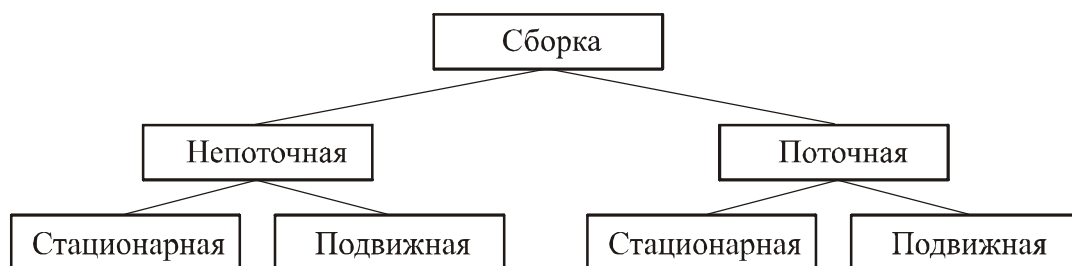 Сборка
Непоточная
Поточная
Стационарная
Подвижная
Стационарная
Подвижная